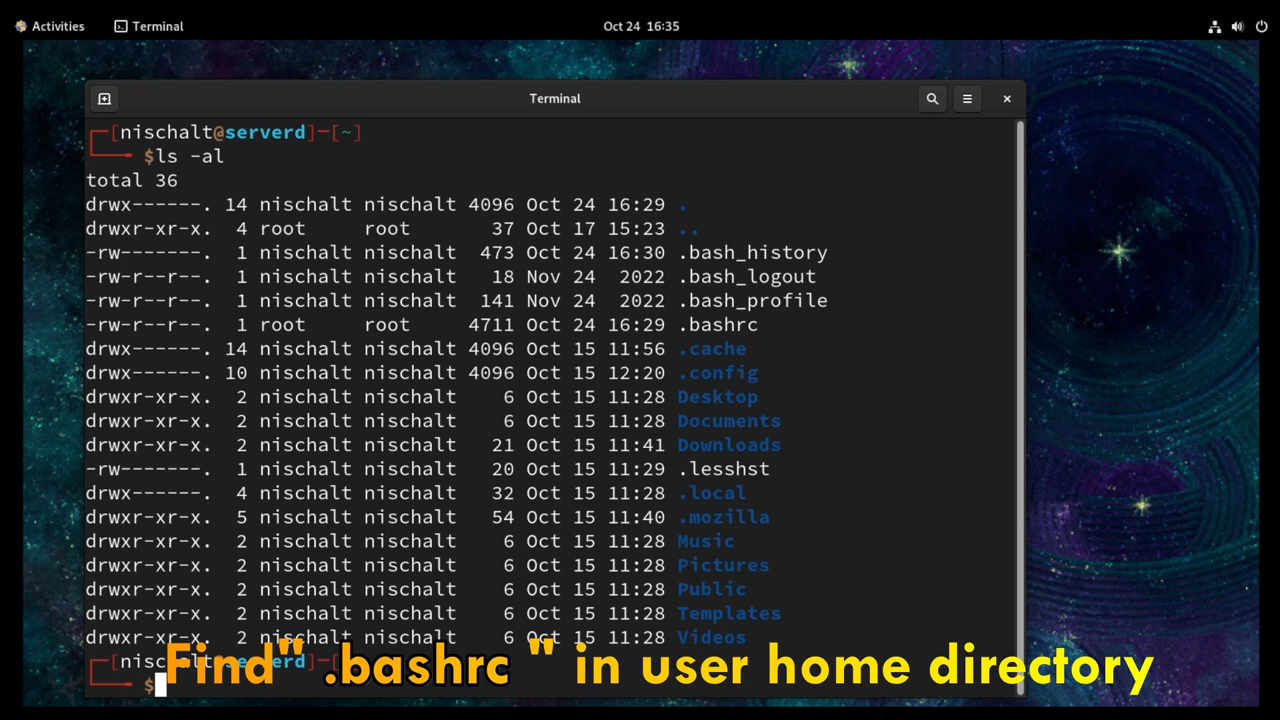 Activities Terminal Oct 24 16:35
Terminal
┌─[nischalt@serverd]─[~]
└──╼ $ls -al
total 36
drwx------. 14 nischalt nischalt 4096 Oct 24 16:29 .
drwxr-xr-x. 4 root root 37 Oct 17 15:23 ..
-rw-------. 1 nischalt nischalt 473 Oct 24 16:30 .bash_history
-rw-r--r--. 1 nischalt nischalt 18 Nov 24 2022 .bash_logout
-rw-r--r--. 1 nischalt nischalt 141 Nov 24 2022 .bash_profile
-rw-r--r--. 1 root root 4711 Oct 24 16:29 .bashrc
drwx------. 14 nischalt nischalt 4096 Oct 15 11:56 .cache
drwx------. 10 nischalt nischalt 4096 Oct 15 12:20 .config
drwxr-xr-x. 2 nischalt nischalt 6 Oct 15 11:28 Desktop
drwxr-xr-x. 2 nischalt nischalt 6 Oct 15 11:28 Documents
drwxr-xr-x. 2 nischalt nischalt 21 Oct 15 11:41 Downloads
-rw-------. 1 nischalt nischalt 20 Oct 15 11:29 .lesshst
drwx------. 4 nischalt nischalt 32 Oct 15 11:28 .local
drwxr-xr-x. 5 nischalt nischalt 54 Oct 15 11:40 .mozilla
drwxr-xr-x. 2 nischalt nischalt 6 Oct 15 11:28 Music
drwxr-xr-x. 2 nischalt nischalt 6 Oct 15 11:28 Pictures
drwxr-xr-x. 2 nischalt nischalt 6 Oct 15 11:28 Public
drwxr-xr-x. 2 nischalt nischalt 6 Oct 15 11:28 Templates
drwxr-xr-x. 2 nischalt nischalt 6 Oct 15 11:28 Videos
┌─[nischalt@serverd]─[
└──╼ $
Find" .bashrc " in user home directory